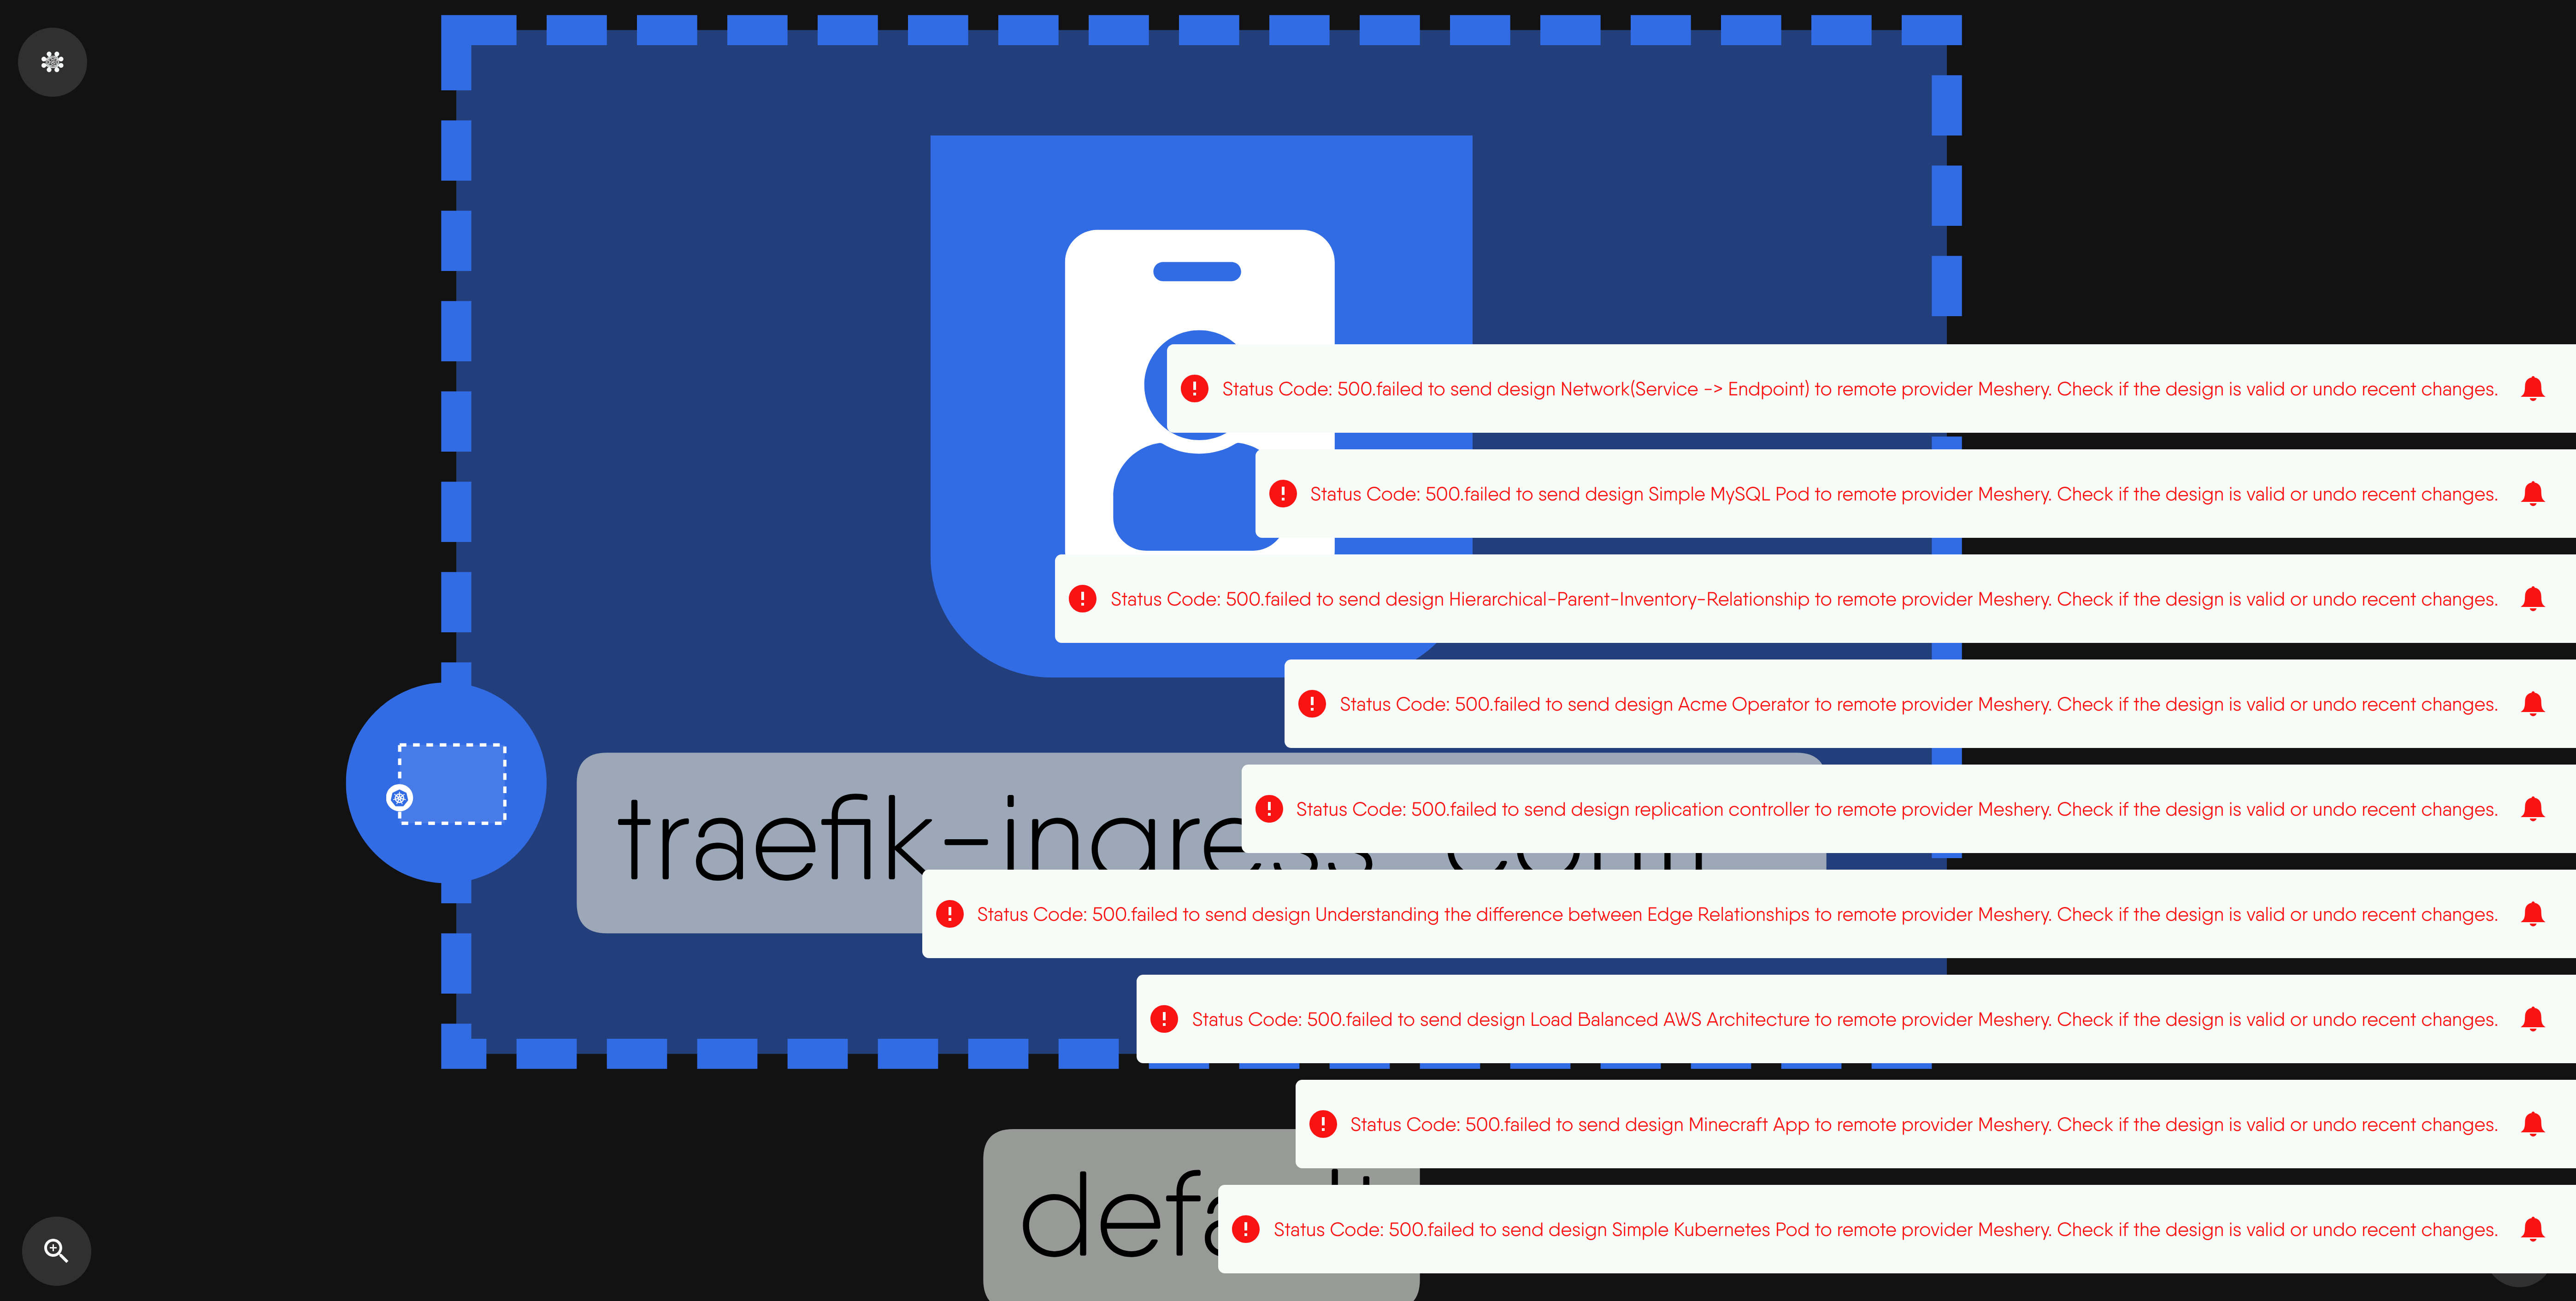 Status Code: 500.failed to send design Network(Service -> Endpoint) to remote provider Meshery. Check if the design is valid or undo recent changes.
Status Code: 500.failed to send design Simple MySQL Pod to remote provider Meshery. Check if the design is valid or undo recent changes.
Status Code: 500.failed to send design Hierarchical-Parent-Inventory-Relationship to remote provider Meshery. Check if the design is valid or undo recent changes.
Status Code: 500.failed to send design Acme Operator to remote provider Meshery. Check if the design is valid or undo recent changes.
Status Code: 500.failed to send design replication controller to remote provider Meshery. Check if the design is valid or undo recent changes.
traefik-ingress
Status Code: 500.failed to send design Understanding the difference between Edge Relationships to remote provider Meshery. Check if the design is valid or undo recent changes.
Status Code: 500.failed to send design Load Balanced AWS Architecture to remote provider Meshery. Check if the design is valid or undo recent changes.
Status Code: 500.failed to send design Minecraft App to remote provider Meshery. Check if the design is valid or undo recent changes.
default
Status Code: 500.failed to send design Simple Kubernetes Pod to remote provider Meshery. Check if the design is valid or undo recent changes.